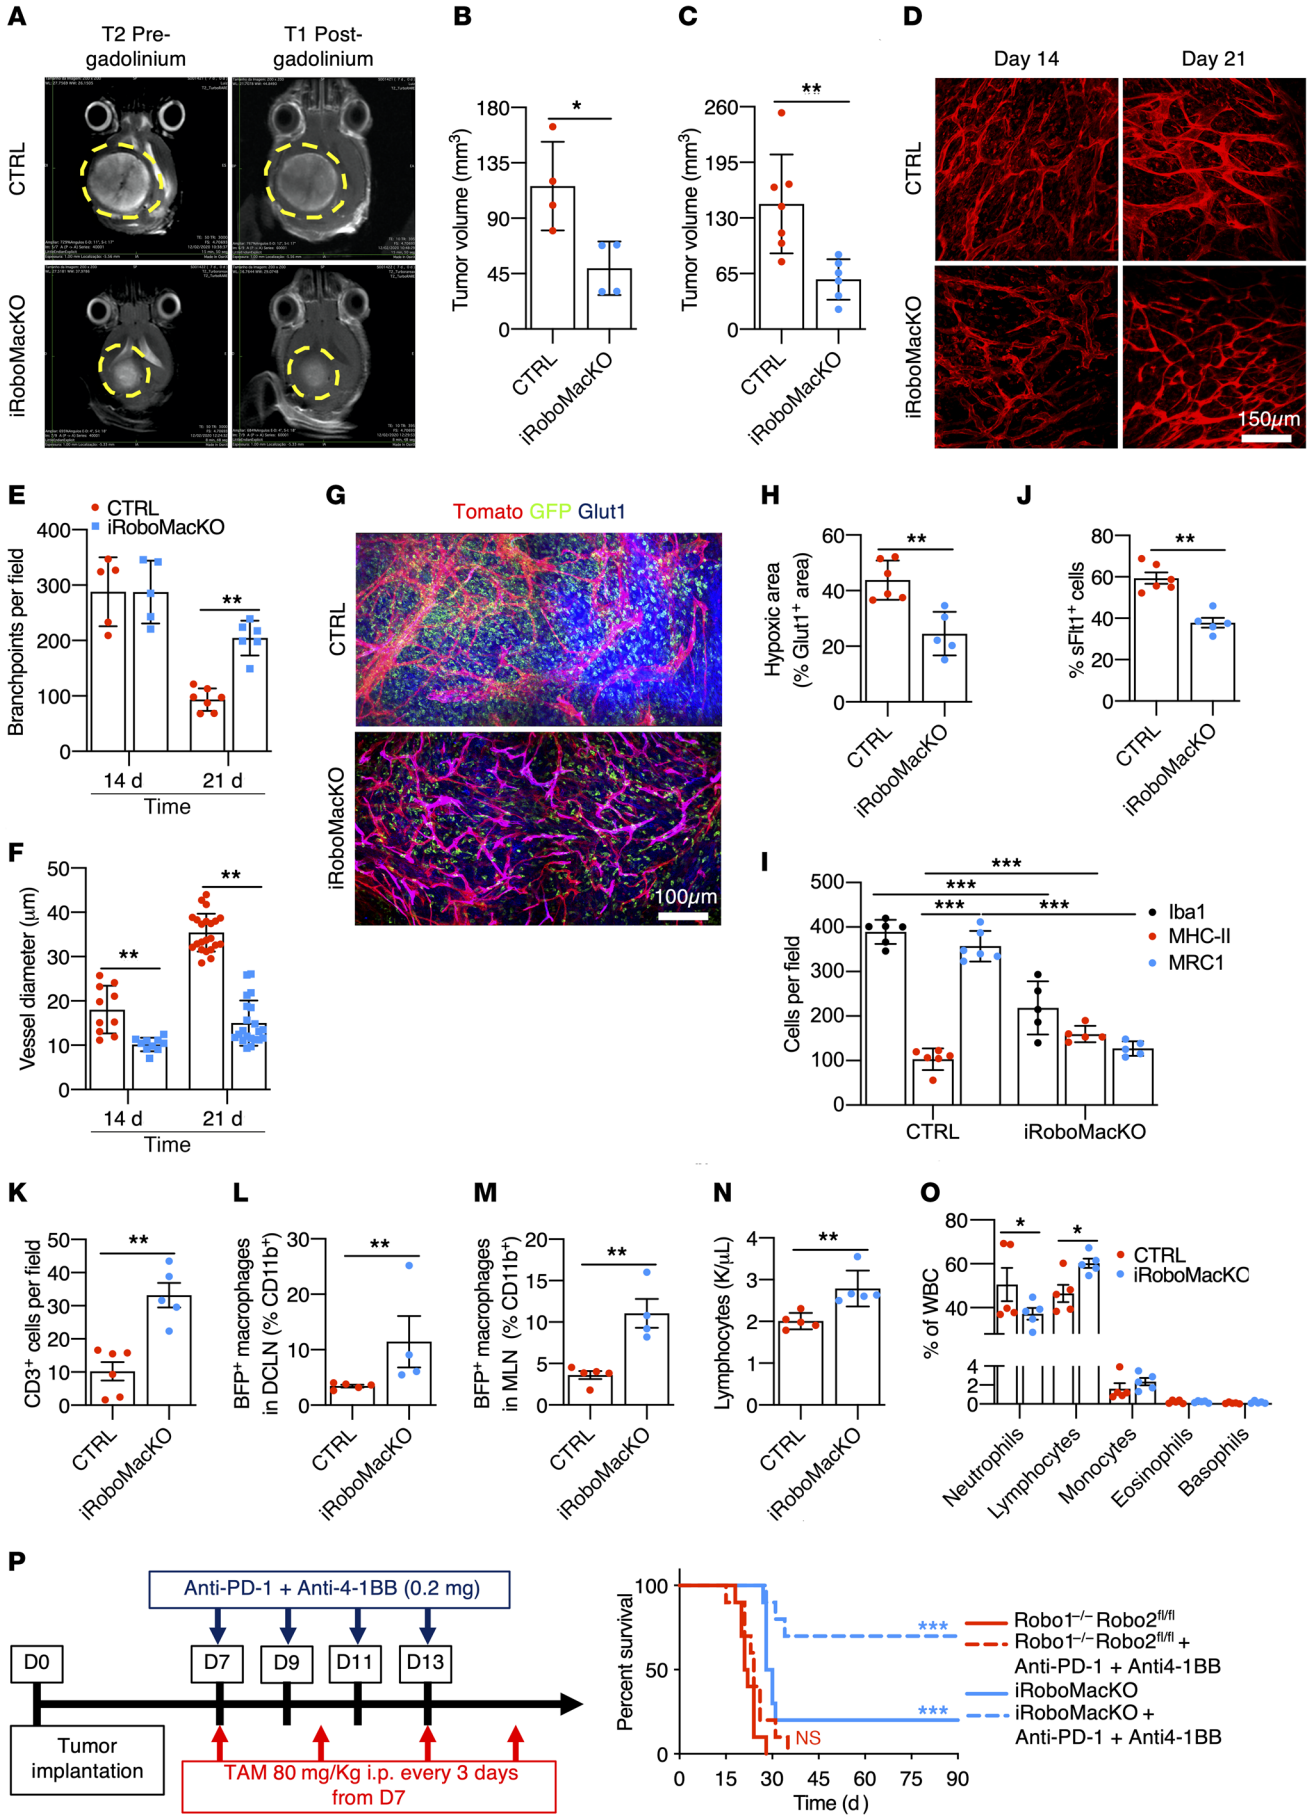 A
T2 Pre-
gadolinium
T1 Post-
gadolinium
CTRL
iRoboMacKO
B
Tumor volume (mm³)
180
135
90
45
0
*
CTRL
iRoboMacKO
C
Tumor volume (mm³)
260
195
130
65
0
**
CTRL
iRoboMacKO
D
Day 14
Day 21
CTRL
iRoboMacKO
150µm
E
CTRL
iRoboMacKO
Branchpoints per field
400
300
200
100
0
**
14 d
21 d
Time
F
Vessel diameter (µm)
50
40
30
20
10
0
**
**
14 d
21 d
Time
G
Tomato GFP Glut1
CTRL
iRoboMacKO
100µm
H
Hypoxic area
(% Glut1⁺ area)
60
40
20
0
**
CTRL
iRoboMacKO
J
% sFlt1⁺ cells
80
60
40
20
0
**
CTRL
iRoboMacKO
I
Cells per field
500
400
300
200
100
0
***
***
***
***
Iba1
MHC-II
MRC1
CTRL
iRoboMacKO
K
CD3⁺ cells per field
50
40
30
20
10
0
**
CTRL
iRoboMacKO
L
BFP⁺ macrophages
in DCLN (% CD11b⁺)
30
20
10
0
**
CTRL
iRoboMacKO
M
BFP⁺ macrophages
in MLN (% CD11b⁺)
20
15
10
5
0
**
CTRL
iRoboMacKO
N
Lymphocytes (K/µL)
4
3
2
1
0
**
CTRL
iRoboMacKO
O
% of WBC
80
60
40
4
2
0
*
*
CTRL
iRoboMacKO
Neutrophils
Lymphocytes
Monocytes
Eosinophils
Basophils
P
Anti-PD-1 + Anti-4-1BB (0.2 mg)
D0
D7
D9
D11
D13
Tumor
implantation
TAM 80 mg/Kg i.p. every 3 days
from D7
Percent survival
100
50
0
***
***
NS
0 15 30 45 60 75 90
Time (d)
Robo1⁻/⁻ Robo2ᶠˡ/ᶠˡ
Robo1⁻/⁻ Robo2ᶠˡ/ᶠˡ +
Anti-PD-1 + Anti4-1BB
iRoboMacKO
iRoboMacKO +
Anti-PD-1 + Anti4-1BB